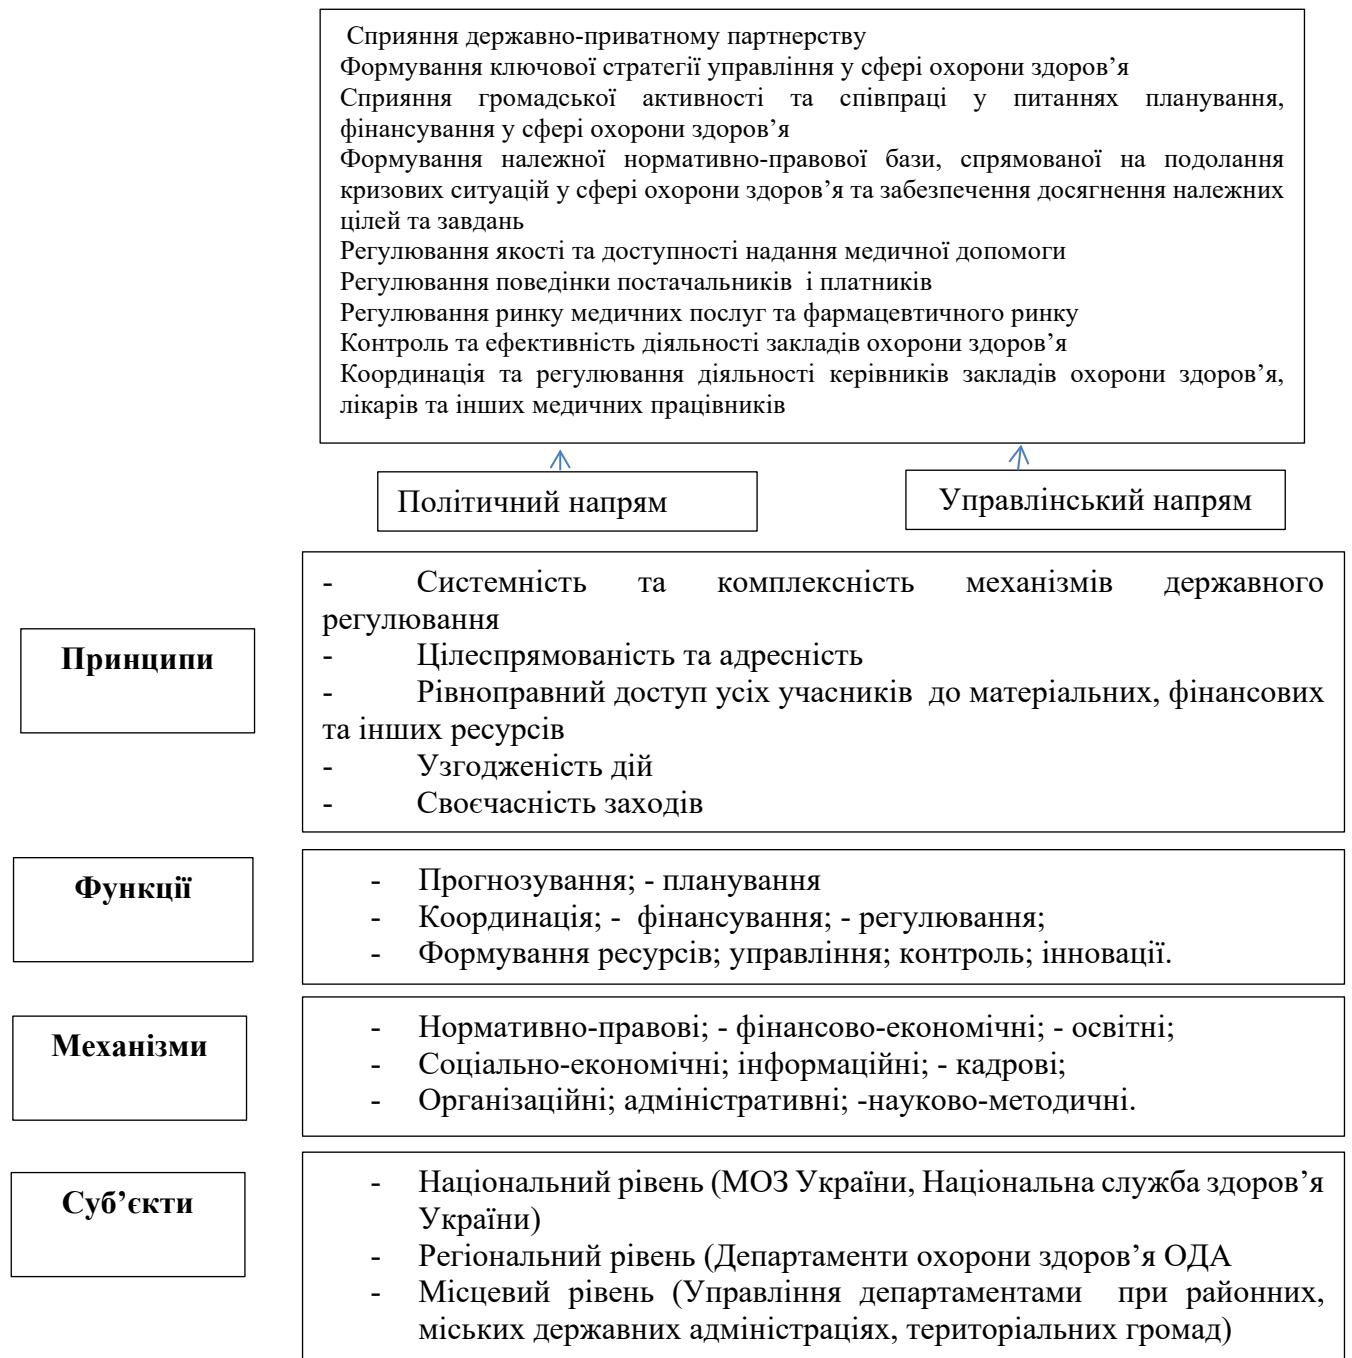 Сприяння державно-приватному партнерству
Формування ключової стратегії управління у сфері охорони здоров’я
Сприяння громадської активності та співпраці у питаннях планування,
фінансування у сфері охорони здоров’я
Формування належної нормативно-правової бази, спрямованої на подолання
кризових ситуацій у сфері охорони здоров’я та забезпечення досягнення належних
цілей та завдань
Регулювання якості та доступності надання медичної допомоги
Регулювання поведінки постачальників і платників
Регулювання ринку медичних послуг та фармацевтичного ринку
Контроль та ефективність діяльності закладів охорони здоров’я
Координація та регулювання діяльності керівників закладів охорони здоров’я,
лікарів та інших медичних працівників
Політичний напрям
Управлінський напрям
Принципи
- Системність та комплексність механізмів державного
регулювання
- Цілеспрямованість та адресність
- Рівноправний доступ усіх учасників до матеріальних, фінансових
та інших ресурсів
- Узгодженість дій
- Своєчасність заходів
Функції
- Прогнозування; - планування
- Координація; - фінансування; - регулювання;
- Формування ресурсів; управління; контроль; інновації.
Механізми
- Нормативно-правові; - фінансово-економічні; - освітні;
- Соціально-економічні; інформаційні; - кадрові;
- Організаційні; адміністративні; -науково-методичні.
Суб’єкти
- Національний рівень (МОЗ України, Національна служба здоров’я
України)
- Регіональний рівень (Департаменти охорони здоров’я ОДА
- Місцевий рівень (Управління департаментами при районних,
міських державних адміністраціях, територіальних громад)